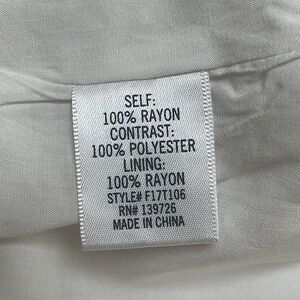 SELF:
100% RAYON
CONTRAST:
100% POLYESTER
LINING:
100% RAYON
STYLE# F17T106
RN# 139726
MADE IN CHINA